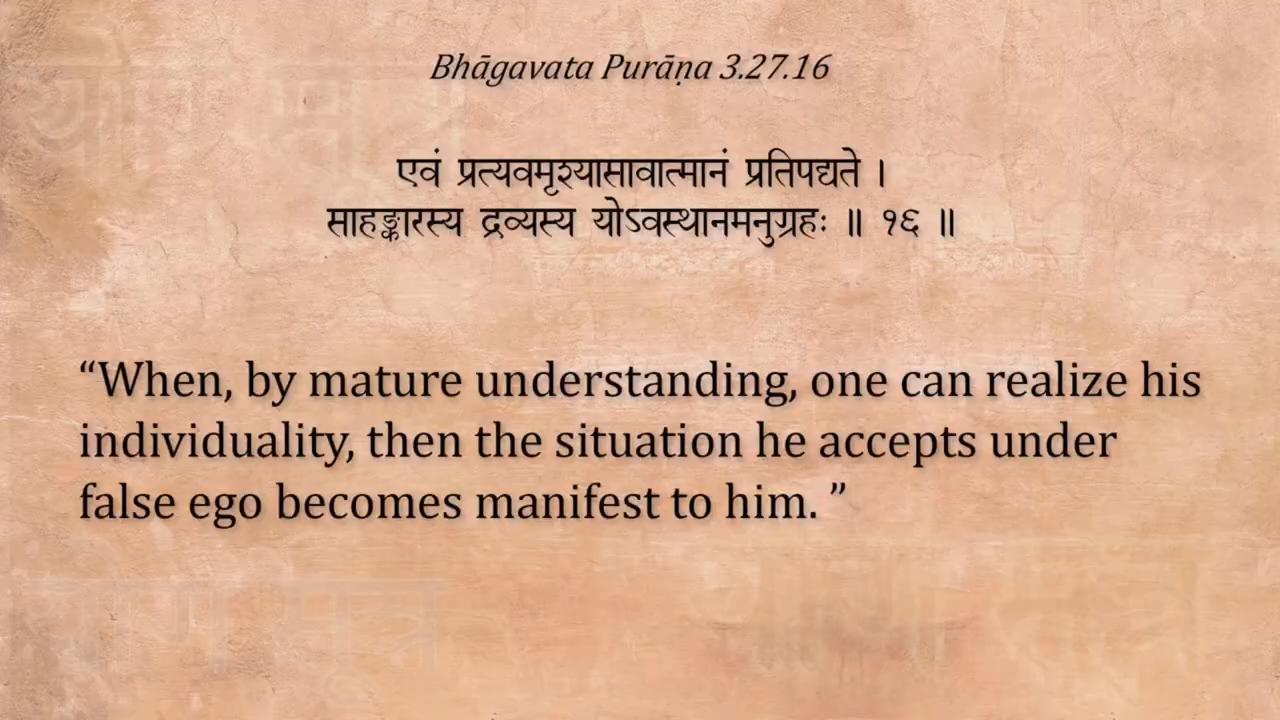 Bhāgavata Purāṇa 3.27.16
एवं प्रत्यवमृश्यासावात्मानं प्रतिपद्यते ।
साहङ्कारस्य द्रव्यस्य योऽवस्थानमनुग्रहः ॥ १६ ॥
“When, by mature understanding, one can realize his
individuality, then the situation he accepts under
false ego becomes manifest to him. ”